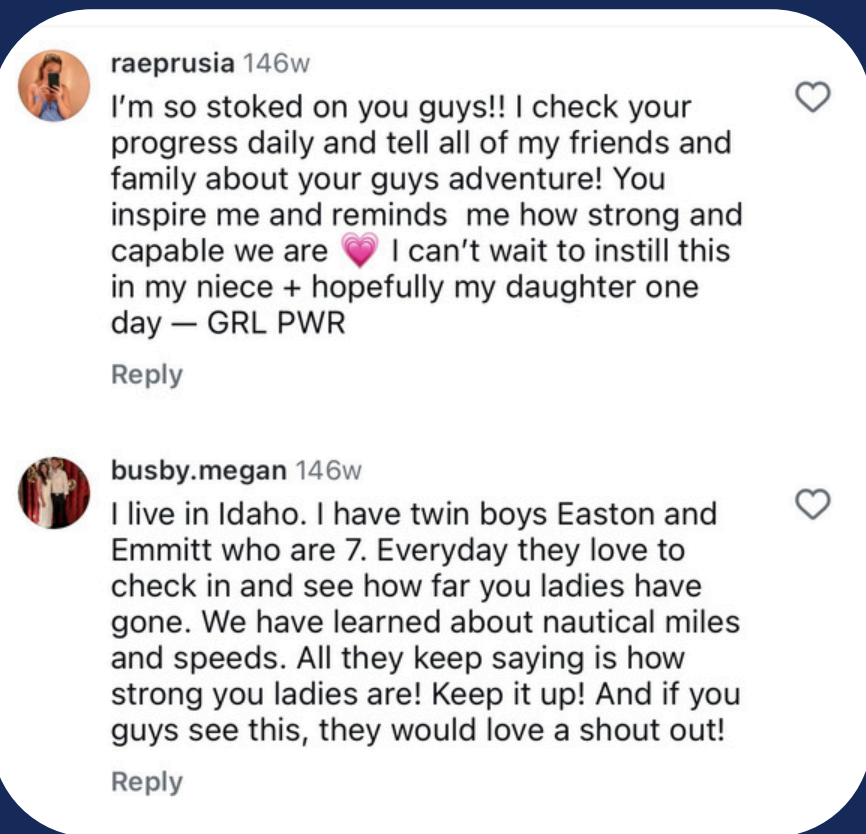 raeprusia 146w
I'm so stoked on you guys!! I check your
progress daily and tell all of my friends and
family about your guys adventure! You
inspire me and reminds  me how strong and
capable we are 💗 I can't wait to instill this
in my niece + hopefully my daughter one
day — GRL PWR
Reply
busby.megan 146w
I live in Idaho. I have twin boys Easton and
Emmitt who are 7. Everyday they love to
check in and see how far you ladies have
gone. We have learned about nautical miles
and speeds. All they keep saying is how
strong you ladies are! Keep it up! And if you
guys see this, they would love a shout out!
Reply